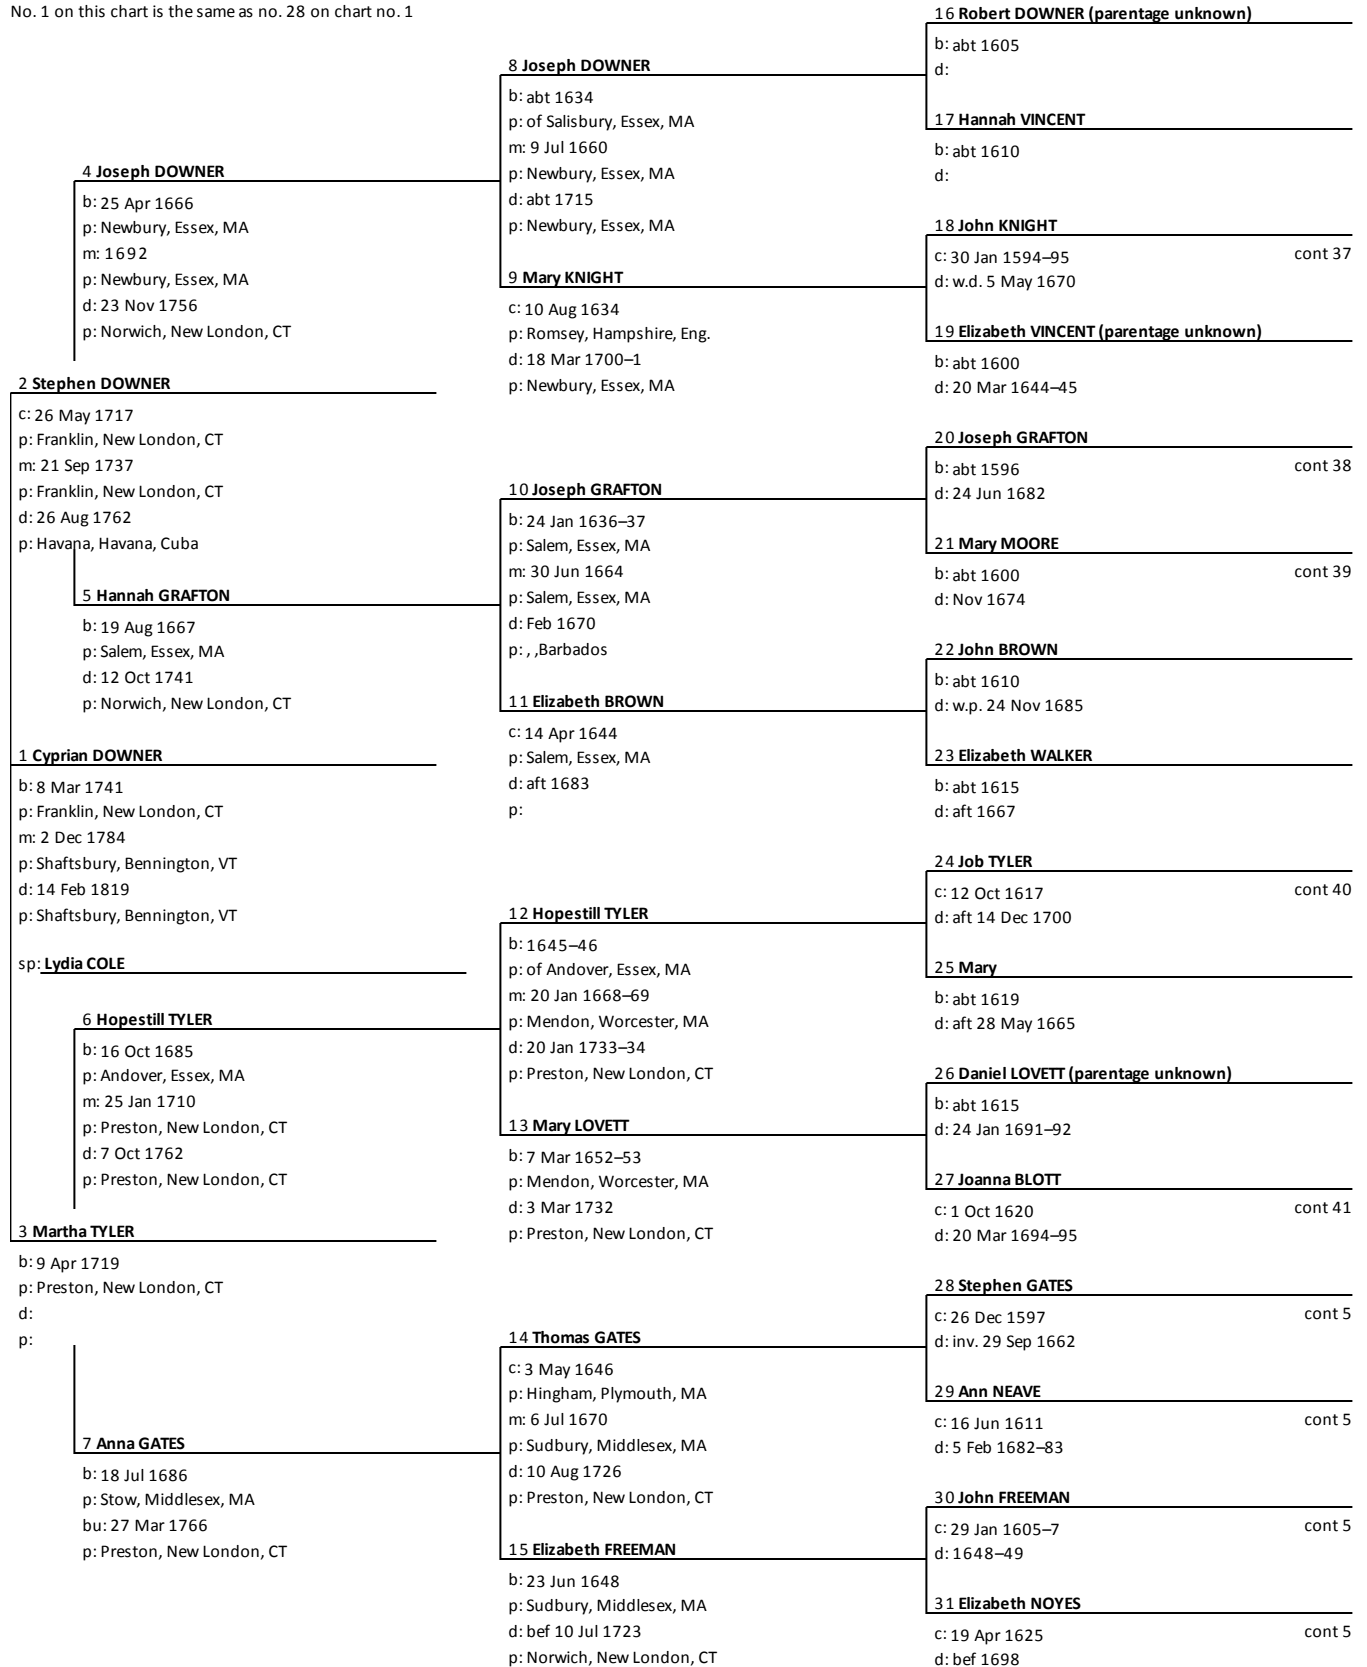 No. 1 on this chart is the same as no. 28 on chart no. 1
4 Joseph DOWNER
b: 25 Apr 1666
p: Newbury, Essex, MA
m: 1692
p: Newbury, Essex, MA
d: 23 Nov 1756
p: Norwich, New London, CT
2 Stephen DOWNER
c: 26 May 1717
p: Franklin, New London, CT
m: 21 Sep 1737
p: Franklin, New London, CT
d: 26 Aug 1762
p: Havana, Havana, Cuba
5 Hannah GRAFTON
b: 19 Aug 1667
p: Salem, Essex, MA
d: 12 Oct 1741
p: Norwich, New London, CT
1 Cyprian DOWNER
b: 8 Mar 1741
p: Franklin, New London, CT
m: 2 Dec 1784
p: Shaftsbury, Bennington, VT
d: 14 Feb 1819
p: Shaftsbury, Bennington, VT
sp: Lydia COLE
6 Hopestill TYLER
b: 16 Oct 1685
p: Andover, Essex, MA
m: 25 Jan 1710
p: Preston, New London, CT
d: 7 Oct 1762
p: Preston, New London, CT
3 Martha TYLER
b: 9 Apr 1719
p: Preston, New London, CT
d:
p:
7 Anna GATES
b: 18 Jul 1686
p: Stow, Middlesex, MA
bu: 27 Mar 1766
p: Preston, New London, CT
8 Joseph DOWNER
b: abt 1634
p: of Salisbury, Essex, MA
m: 9 Jul 1660
p: Newbury, Essex, MA
d: abt 1715
p: Newbury, Essex, MA
9 Mary KNIGHT
c: 10 Aug 1634
p: Romsey, Hampshire, Eng.
d: 18 Mar 1700–1
p: Newbury, Essex, MA
10 Joseph GRAFTON
b: 24 Jan 1636–37
p: Salem, Essex, MA
m: 30 Jun 1664
p: Salem, Essex, MA
d: Feb 1670
p: , ,Barbados
11 Elizabeth BROWN
c: 14 Apr 1644
p: Salem, Essex, MA
d: aft 1683
p:
12 Hopestill TYLER
b: 1645–46
p: of Andover, Essex, MA
m: 20 Jan 1668–69
p: Mendon, Worcester, MA
d: 20 Jan 1733–34
p: Preston, New London, CT
13 Mary LOVETT
b: 7 Mar 1652–53
p: Mendon, Worcester, MA
d: 3 Mar 1732
p: Preston, New London, CT
14 Thomas GATES
c: 3 May 1646
p: Hingham, Plymouth, MA
m: 6 Jul 1670
p: Sudbury, Middlesex, MA
d: 10 Aug 1726
p: Preston, New London, CT
15 Elizabeth FREEMAN
b: 23 Jun 1648
p: Sudbury, Middlesex, MA
d: bef 10 Jul 1723
p: Norwich, New London, CT
16 Robert DOWNER (parentage unknown)
b: abt 1605
d:
17 Hannah VINCENT
b: abt 1610
d:
18 John KNIGHT
c: 30 Jan 1594–95 cont 37
d: w.d. 5 May 1670
19 Elizabeth VINCENT (parentage unknown)
b: abt 1600
d: 20 Mar 1644–45
20 Joseph GRAFTON
b: abt 1596 cont 38
d: 24 Jun 1682
21 Mary MOORE
b: abt 1600 cont 39
d: Nov 1674
22 John BROWN
b: abt 1610
d: w.p. 24 Nov 1685
23 Elizabeth WALKER
b: abt 1615
d: aft 1667
24 Job TYLER
c: 12 Oct 1617 cont 40
d: aft 14 Dec 1700
25 Mary
b: abt 1619
d: aft 28 May 1665
26 Daniel LOVETT (parentage unknown)
b: abt 1615
d: 24 Jan 1691–92
27 Joanna BLOTT
c: 1 Oct 1620 cont 41
d: 20 Mar 1694–95
28 Stephen GATES
c: 26 Dec 1597 cont 5
d: inv. 29 Sep 1662
29 Ann NEAVE
c: 16 Jun 1611 cont 5
d: 5 Feb 1682–83
30 John FREEMAN
c: 29 Jan 1605–7 cont 5
d: 1648–49
31 Elizabeth NOYES
c: 19 Apr 1625 cont 5
d: bef 1698